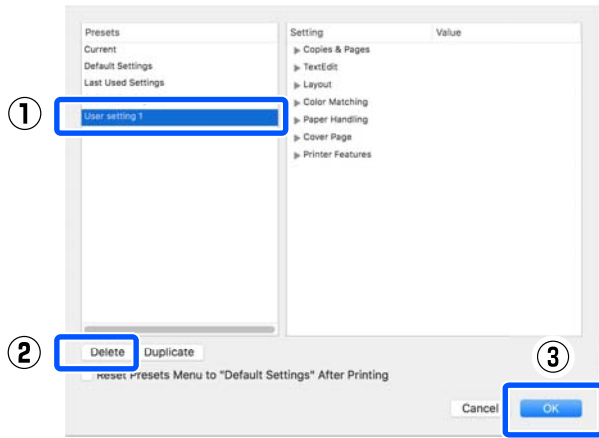 Presets
Setting Value
Current
Copies & Pages
Default Settings
TextEdit
Last Used Settings
Layout
Color Matching
① User setting 1
Paper Handling
Cover Page
Printer Features
② Delete Duplicate
③
Reset Presets Menu to "Default Settings" After Printing
Cancel OK